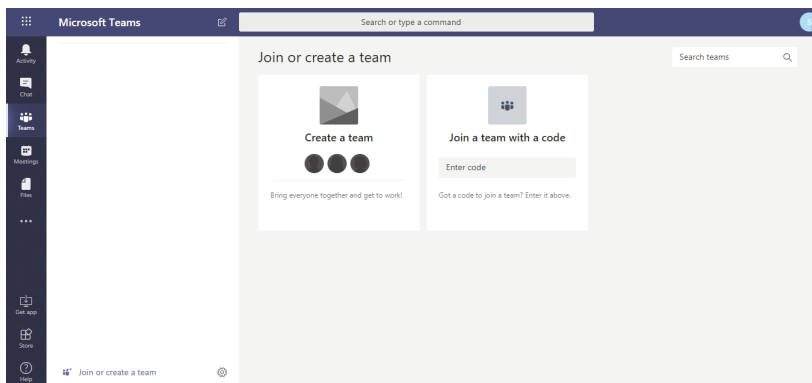 Microsoft Teams
Search or type a command
S
Activity
Chat
Teams
Meetings
Files
Get app
Store
Help
Join or create a team
Search teams
Create a team
Bring everyone together and get to work!
Join a team with a code
Enter code
Got a code to join a team? Enter it above.
Join or create a team